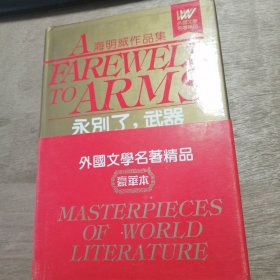 海明威作品集
A
FAREWELL
TO ARMS
永別了，武器
外國文學名著精品
豪華本
MASTERPIECES
OF WORLD
LITERATURE